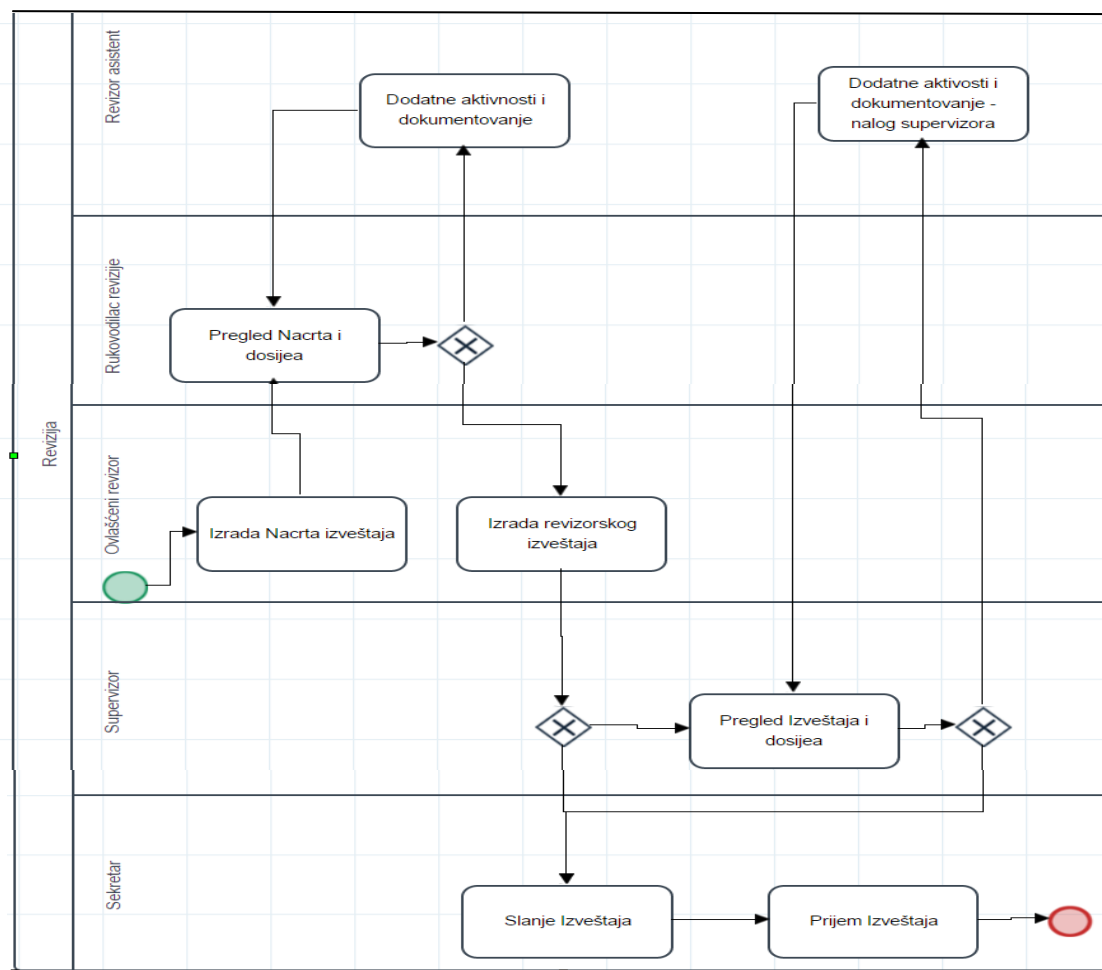 Revizija
Revizor asistent
Dodatne aktivnosti i
dokumentovanje
Dodatne aktivosti i
dokumentovanje -
nalog supervizora
Rukovodilac revizije
Pregled Nacrta i
dosijea
Ovlašćeni revizor
Izrada Nacrta izveštaja
Izrada revizorskog
izveštaja
Supervizor
Pregled Izveštaja i
dosijea
Sekretar
Slanje Izveštaja
Prijem Izveštaja